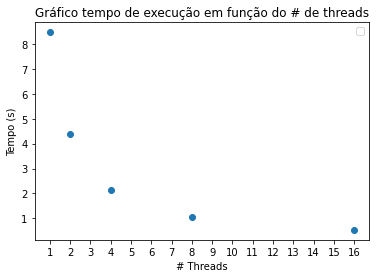 Gráfico tempo de execução em função do # de threads
Tempo (s)
8
7
6
5
4
3
2
1
1 2 3 4 5 6 7 8 9 10 11 12 13 14 15 16
# Threads